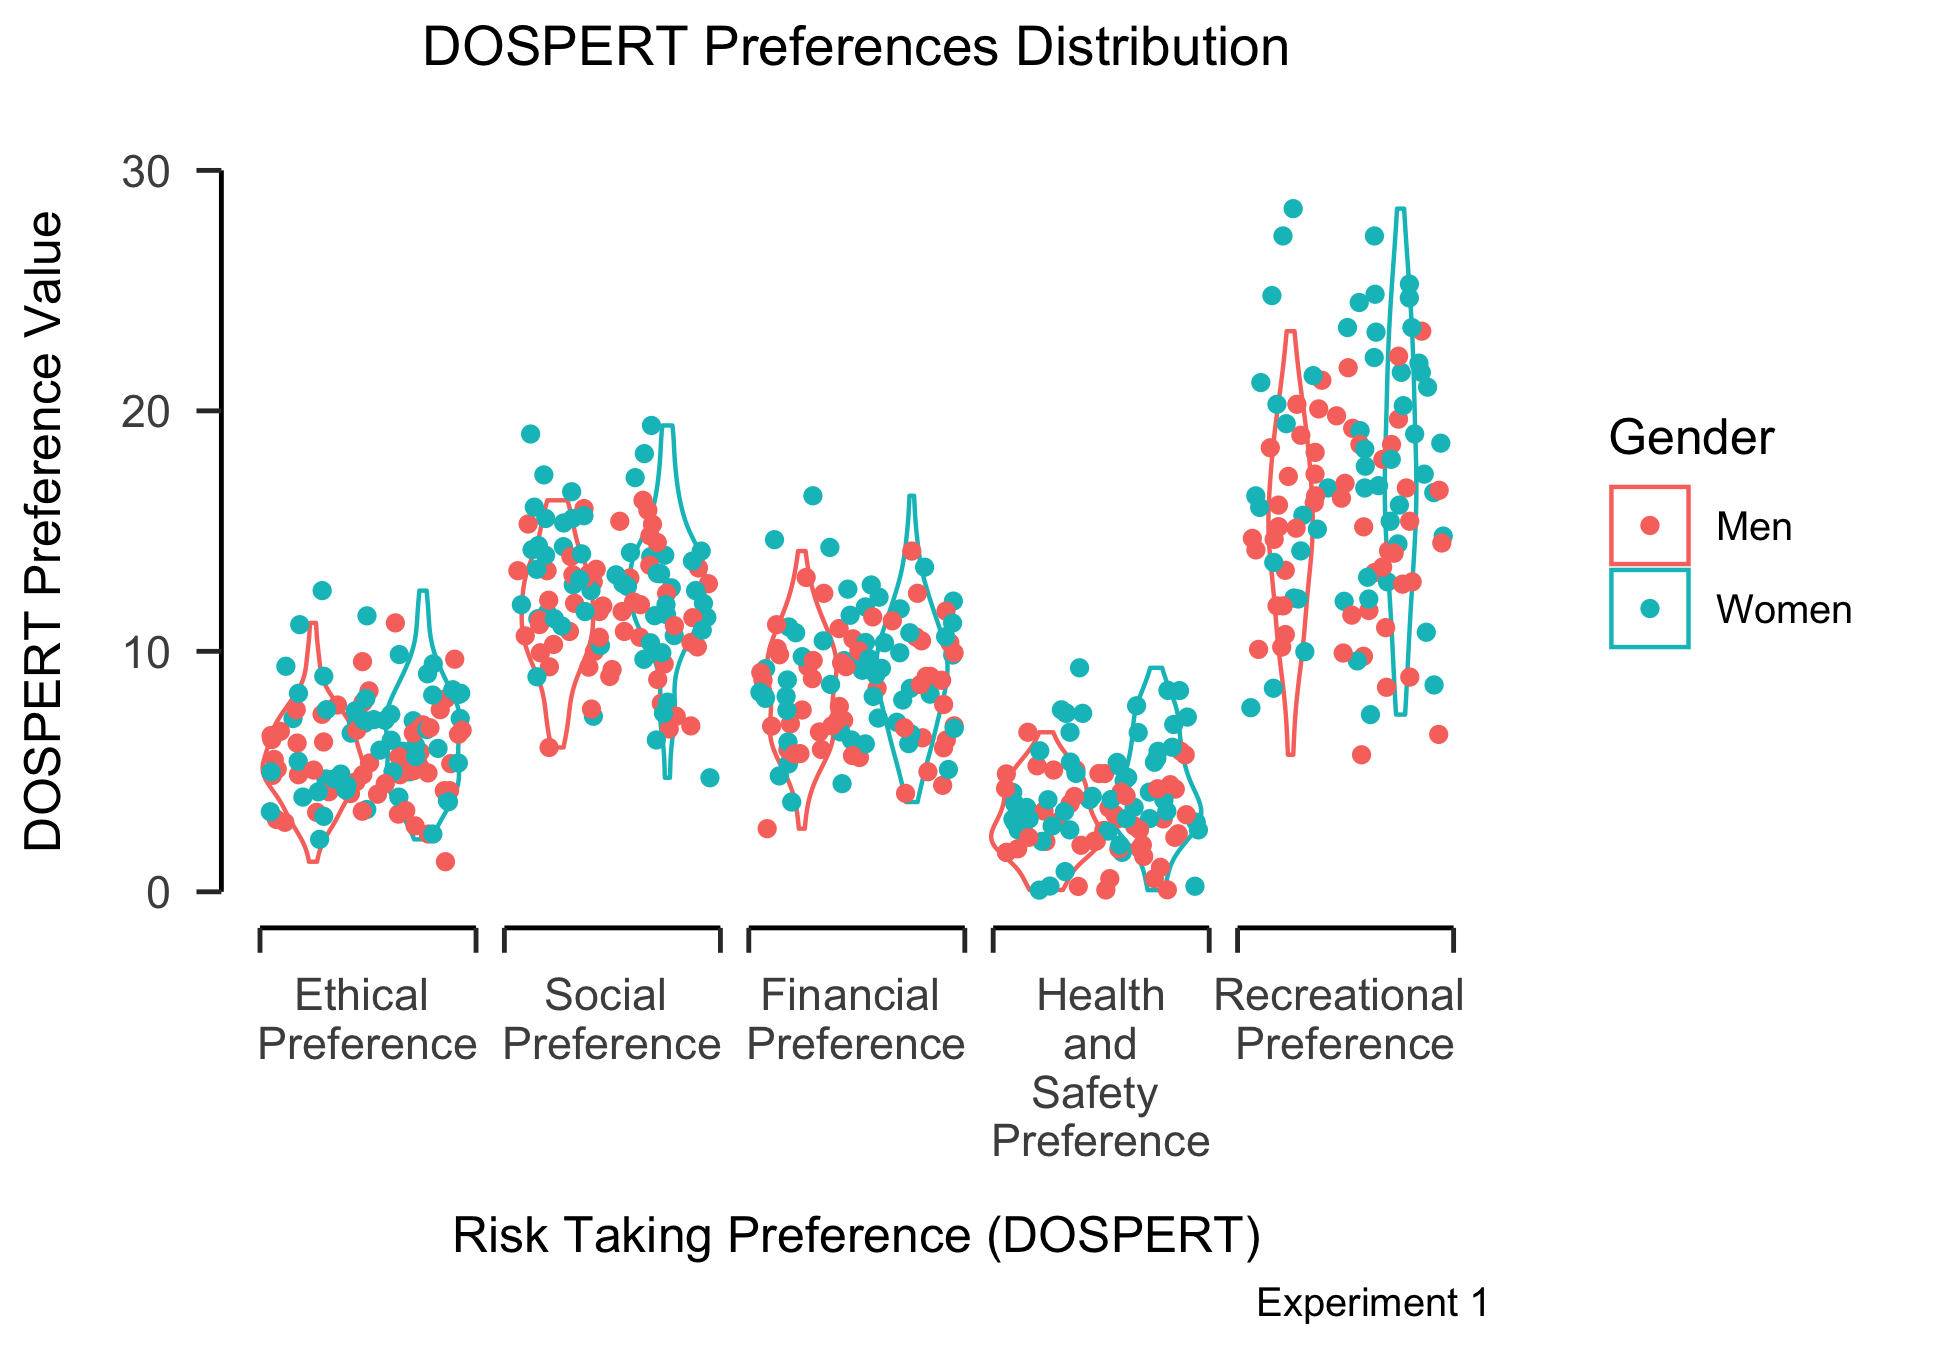 DOSPERT Preferences Distribution
DOSPERT Preference Value
30
20
10
0
Ethical
Preference
Social
Preference
Financial
Preference
Health
and
Safety
Preference
Recreational
Preference
Risk Taking Preference (DOSPERT)
Experiment 1
Gender
Men
Women